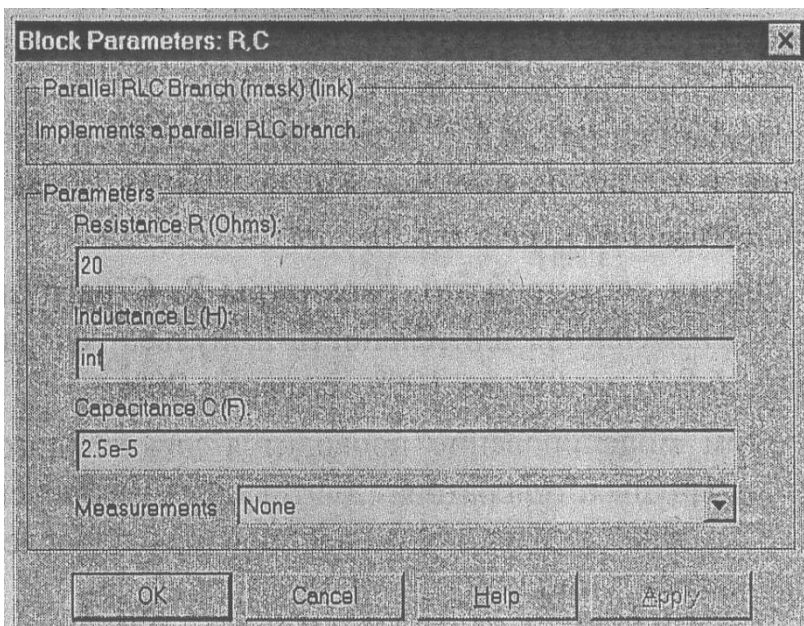 Block Parameters: R,C
Parallel RLC Branch (mask) (link)
Implements a parallel RLC branch.
Parameters
Resistance R (Ohms):
20
Inductance L (H):
inf
Capacitance C (F):
2.5e-5
Measurements None
OK Cancel Help Apply